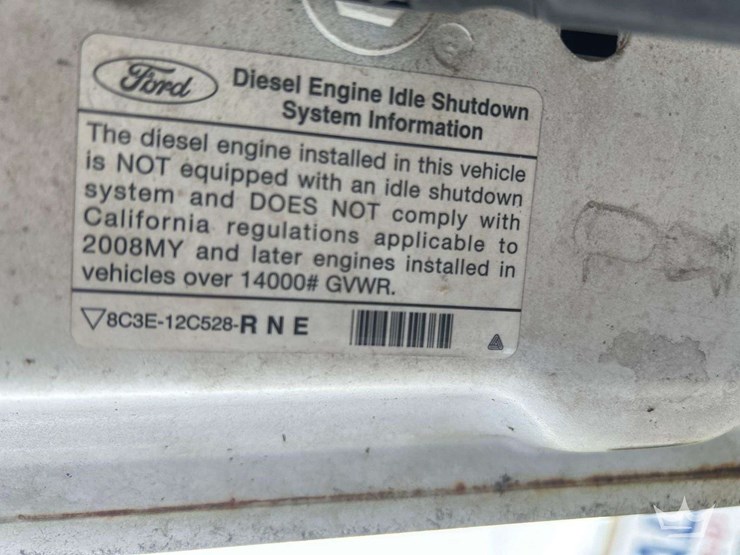 Ford
Diesel Engine Idle Shutdown
System Information
The diesel engine installed in this vehicle
is NOT equipped with an idle shutdown
system and DOES NOT comply with
California regulations applicable to
2008MY and later engines installed in
vehicles over 14000# GVWR.
▽8C3E-12C528-R N E